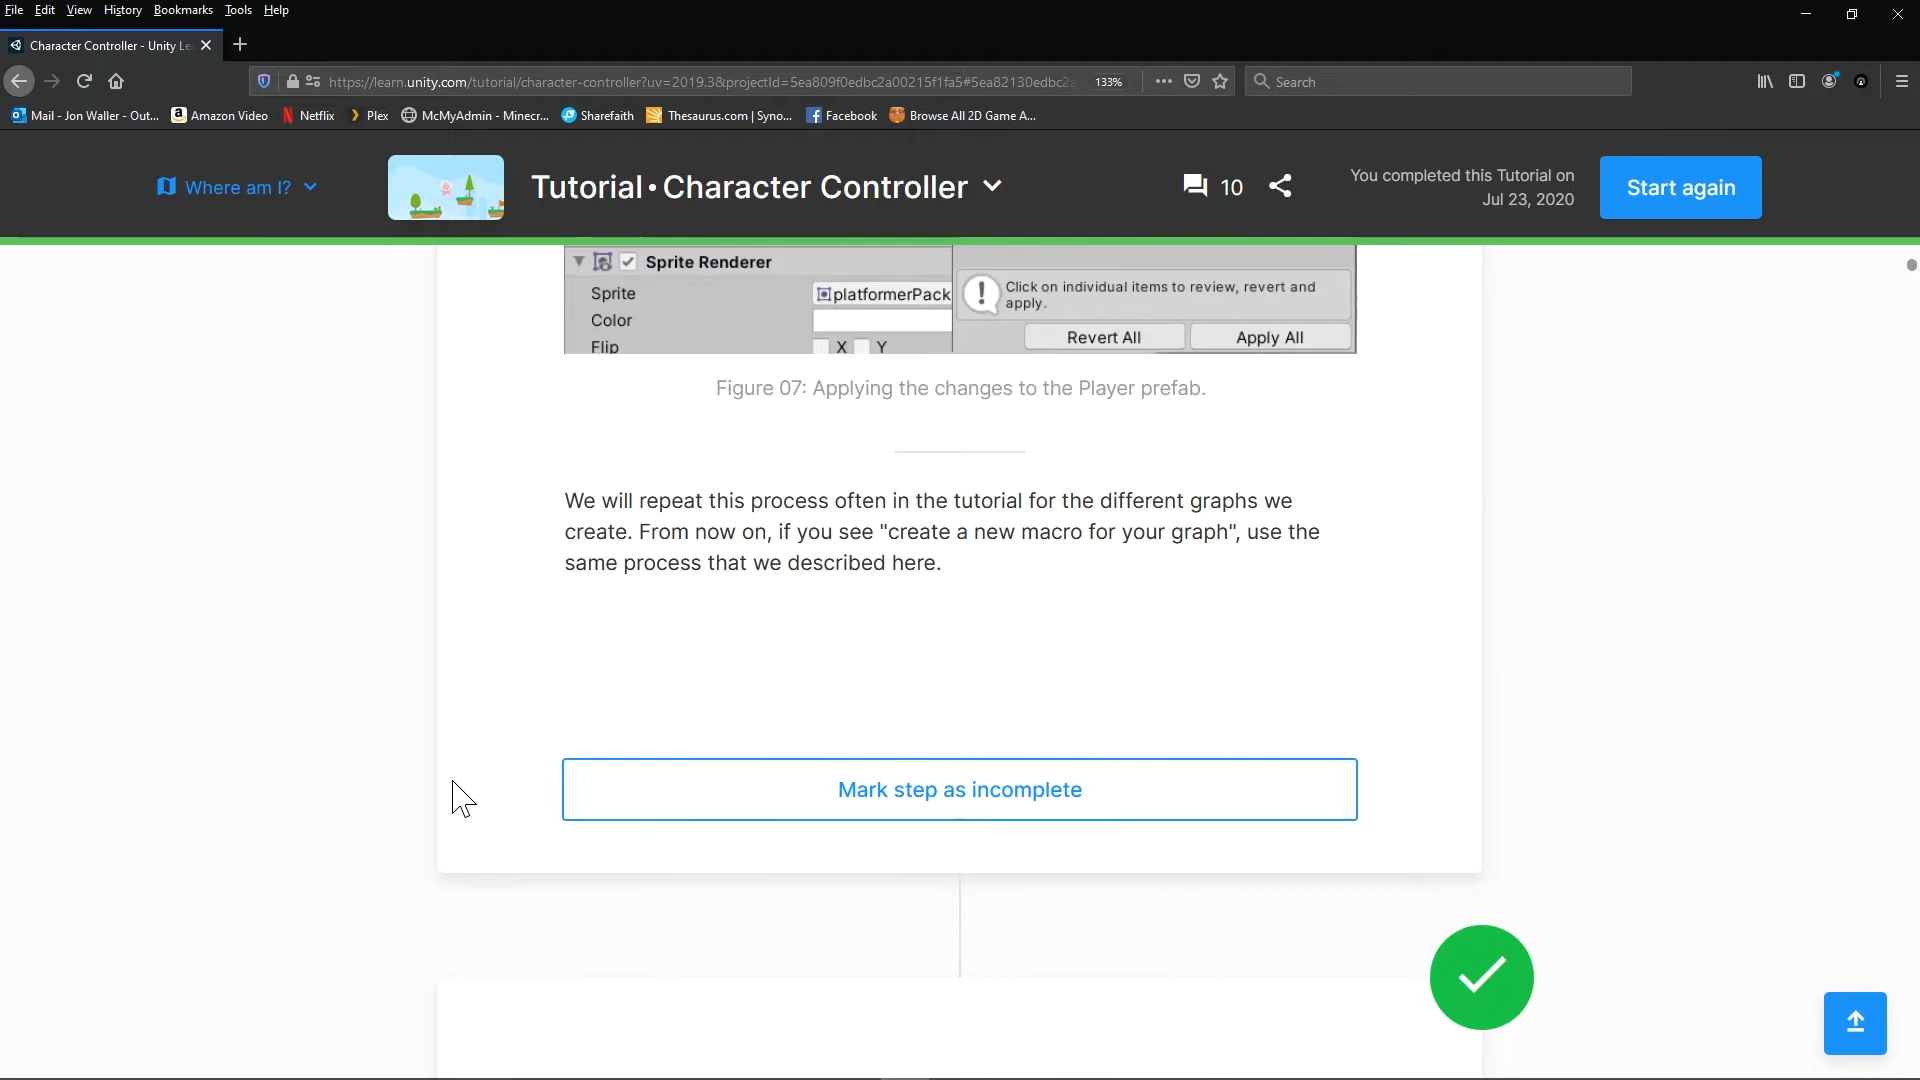 File Edit View History Bookmarks Tools Help
Character Controller - Unity Le
https://learn.unity.com/tutorial/character-controller?uv=2019.3&projectId=5ea809f0edbc2a00215f1fa5#5ea82130edbc2a
133%
Search
Mail - Jon Waller - Out... Amazon Video Netflix Plex McMyAdmin - Minecr... Sharefaith Thesaurus.com | Syno... Facebook Browse All 2D Game A...
Where am I?
Tutorial • Character Controller
10
You completed this Tutorial on
Jul 23, 2020
Start again
Sprite Renderer
Sprite
platformerPack
Color
Flip
X Y
Click on individual items to review, revert and
apply.
Revert All
Apply All
Figure 07: Applying the changes to the Player prefab.
We will repeat this process often in the tutorial for the different graphs we
create. From now on, if you see "create a new macro for your graph", use the
same process that we described here.
Mark step as incomplete